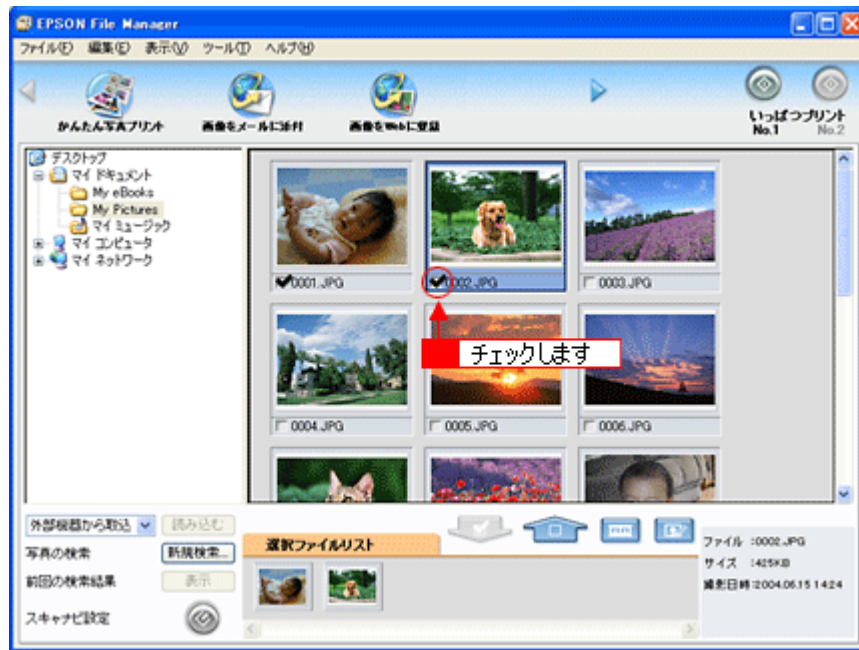 EPSON File Manager
ファイル(F) 編集(E) 表示(V) ツール(T) ヘルプ(H)
かんたん写真プリント 画像をメールに添付 画像をWebに登録 いっぱつプリント
No.1 No.2
デスクトップ
マイ ドキュメント
My eBooks
My Pictures
マイ ミュージック
マイ コンピュータ
マイ ネットワーク
0001.JPG 0002.JPG 0003.JPG
チェックします
0004.JPG 0005.JPG 0006.JPG
外部機器から取込 読み込む
写真の検索 新規検索...
前回の検索結果 表示
スキャナビ設定
選択ファイルリスト
ファイル :0002.JPG
サイズ :425KB
撮影日時:2004.06.15 14:24